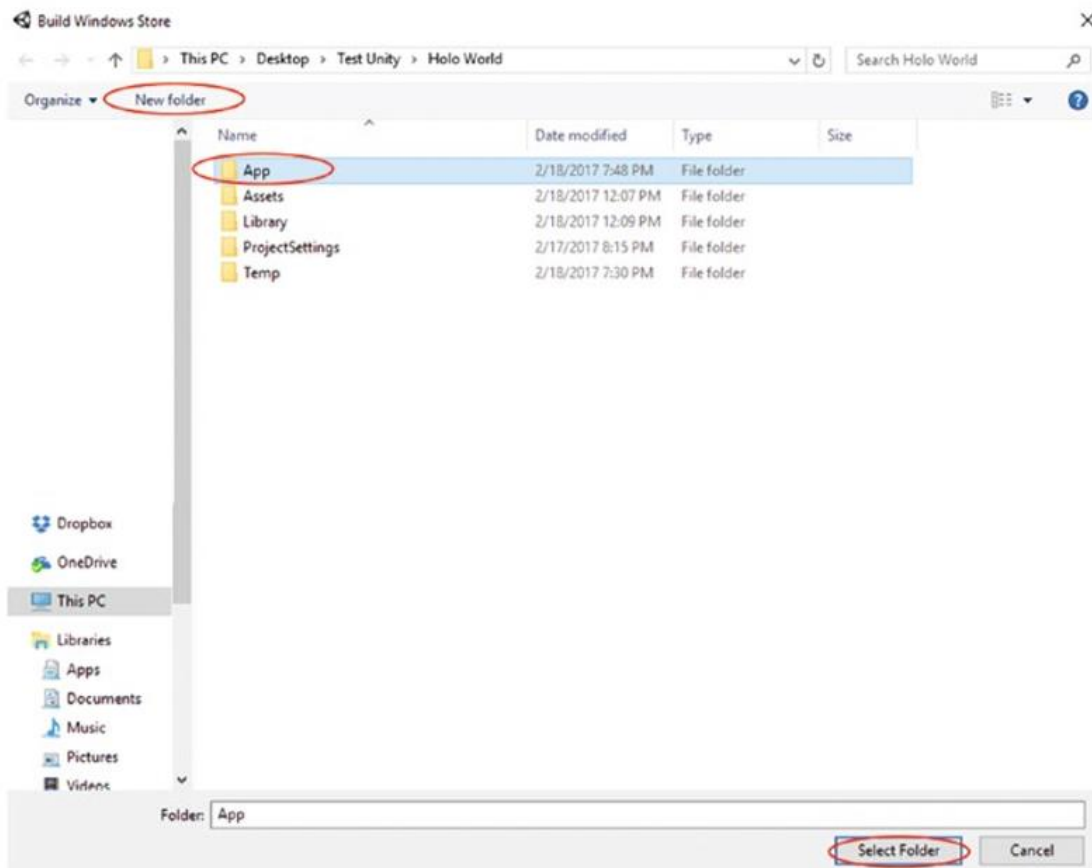 Build Windows Store
This PC > Desktop > Test Unity > Holo World
Search Holo World
Organize
New folder
Name Date modified Type Size
App 2/18/2017 7:48 PM File folder
Assets 2/18/2017 12:07 PM File folder
Library 2/18/2017 12:09 PM File folder
ProjectSettings 2/17/2017 8:15 PM File folder
Temp 2/18/2017 7:30 PM File folder
Dropbox
OneDrive
This PC
Libraries
Apps
Documents
Music
Pictures
Videos
Folder: App
Select Folder Cancel